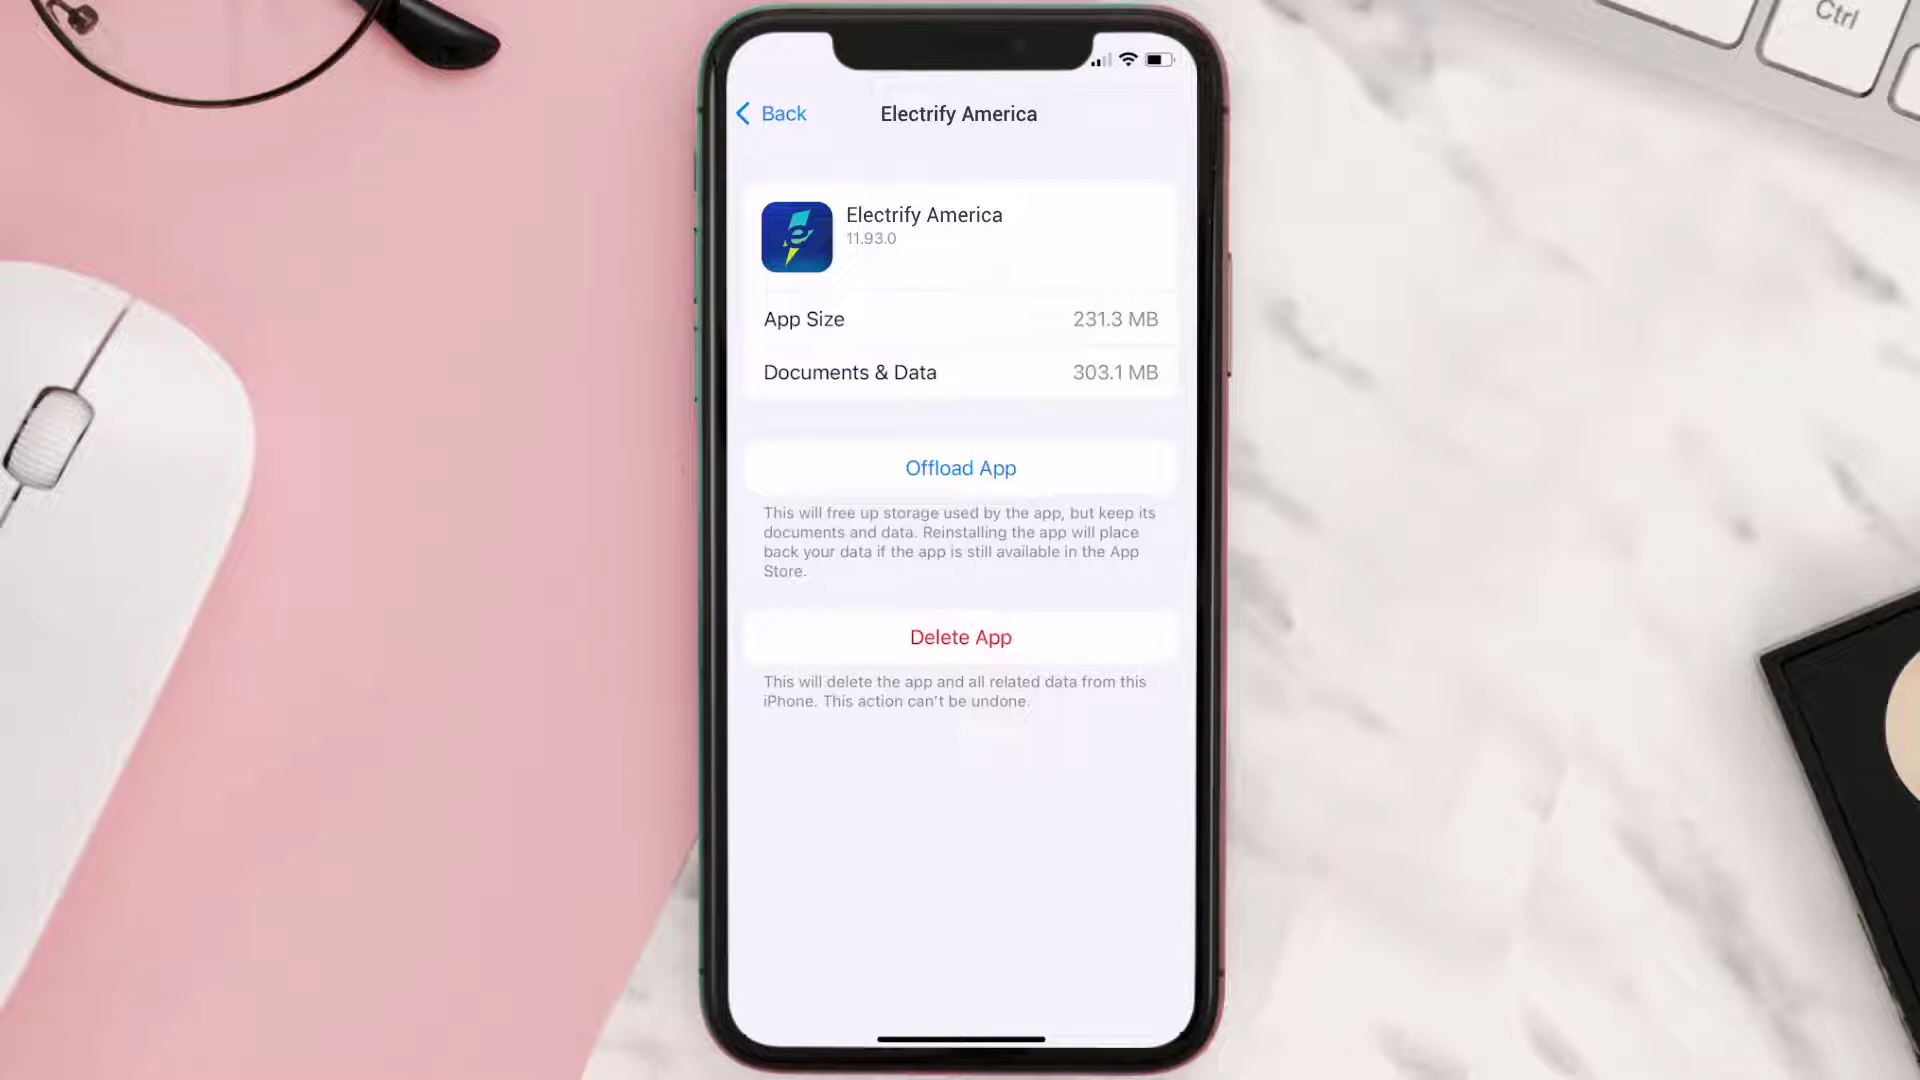 Ctrl
Back
Electrify America
Electrify America
11.93.0
App Size 231.3 MB
Documents & Data 303.1 MB
Offload App
This will free up storage used by the app, but keep its
documents and data. Reinstalling the app will place
back your data if the app is still available in the App
Store.
Delete App
This will delete the app and all related data from this
iPhone. This action can't be undone.